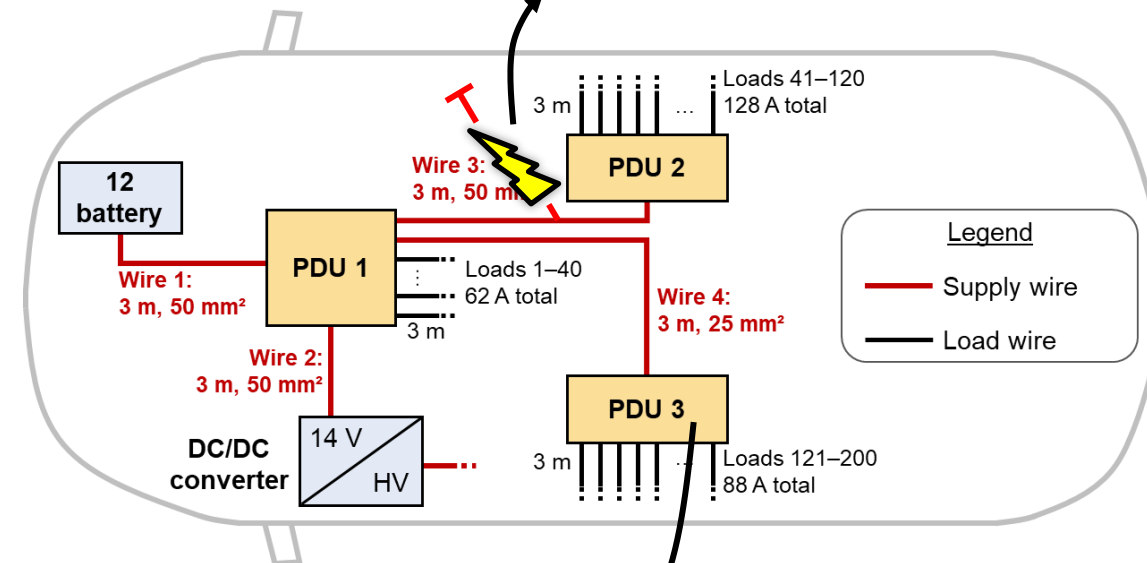 Loads 41–120
3 m
...
128 A total
PDU 2
Wire 3:
3 m, 50
12
battery
PDU 1
Wire 1:
3 m, 50 mm²
Loads 1–40
62 A total
3 m
Wire 4:
3 m, 25 mm²
Legend
Supply wire
Load wire
Wire 2:
3 m, 50 mm²
DC/DC
converter
14 V
HV
PDU 3
3 m
...
Loads 121–200
88 A total